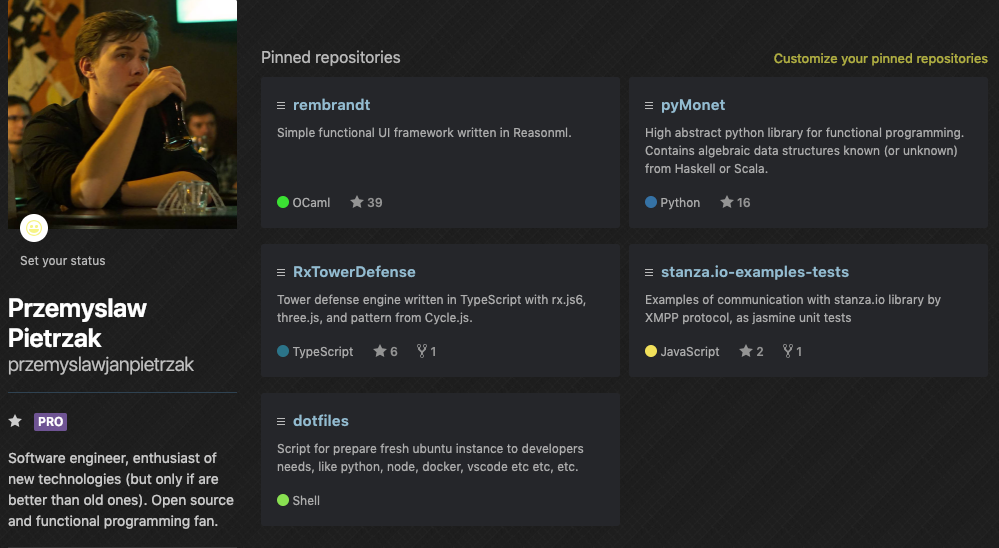 Set your status
Przemyslaw
Pietrzak
przemyslawjanpietrzak
PRO
Software engineer, enthusiast of
new technologies (but only if are
better than old ones). Open source
and functional programming fan.
Pinned repositories
Customize your pinned repositories
rembrandt
Simple functional UI framework written in Reasonml.
OCaml 39
pyMonet
High abstract python library for functional programming.
Contains algebraic data structures known (or unknown)
from Haskell or Scala.
Python 16
RxTowerDefense
Tower defense engine written in TypeScript with rx.js6,
three.js, and pattern from Cycle.js.
TypeScript 6 1
stanza.io-examples-tests
Examples of communication with stanza.io library by
XMPP protocol, as jasmine unit tests
JavaScript 2 1
dotfiles
Script for prepare fresh ubuntu instance to developers
needs, like python, node, docker, vscode etc etc, etc.
Shell